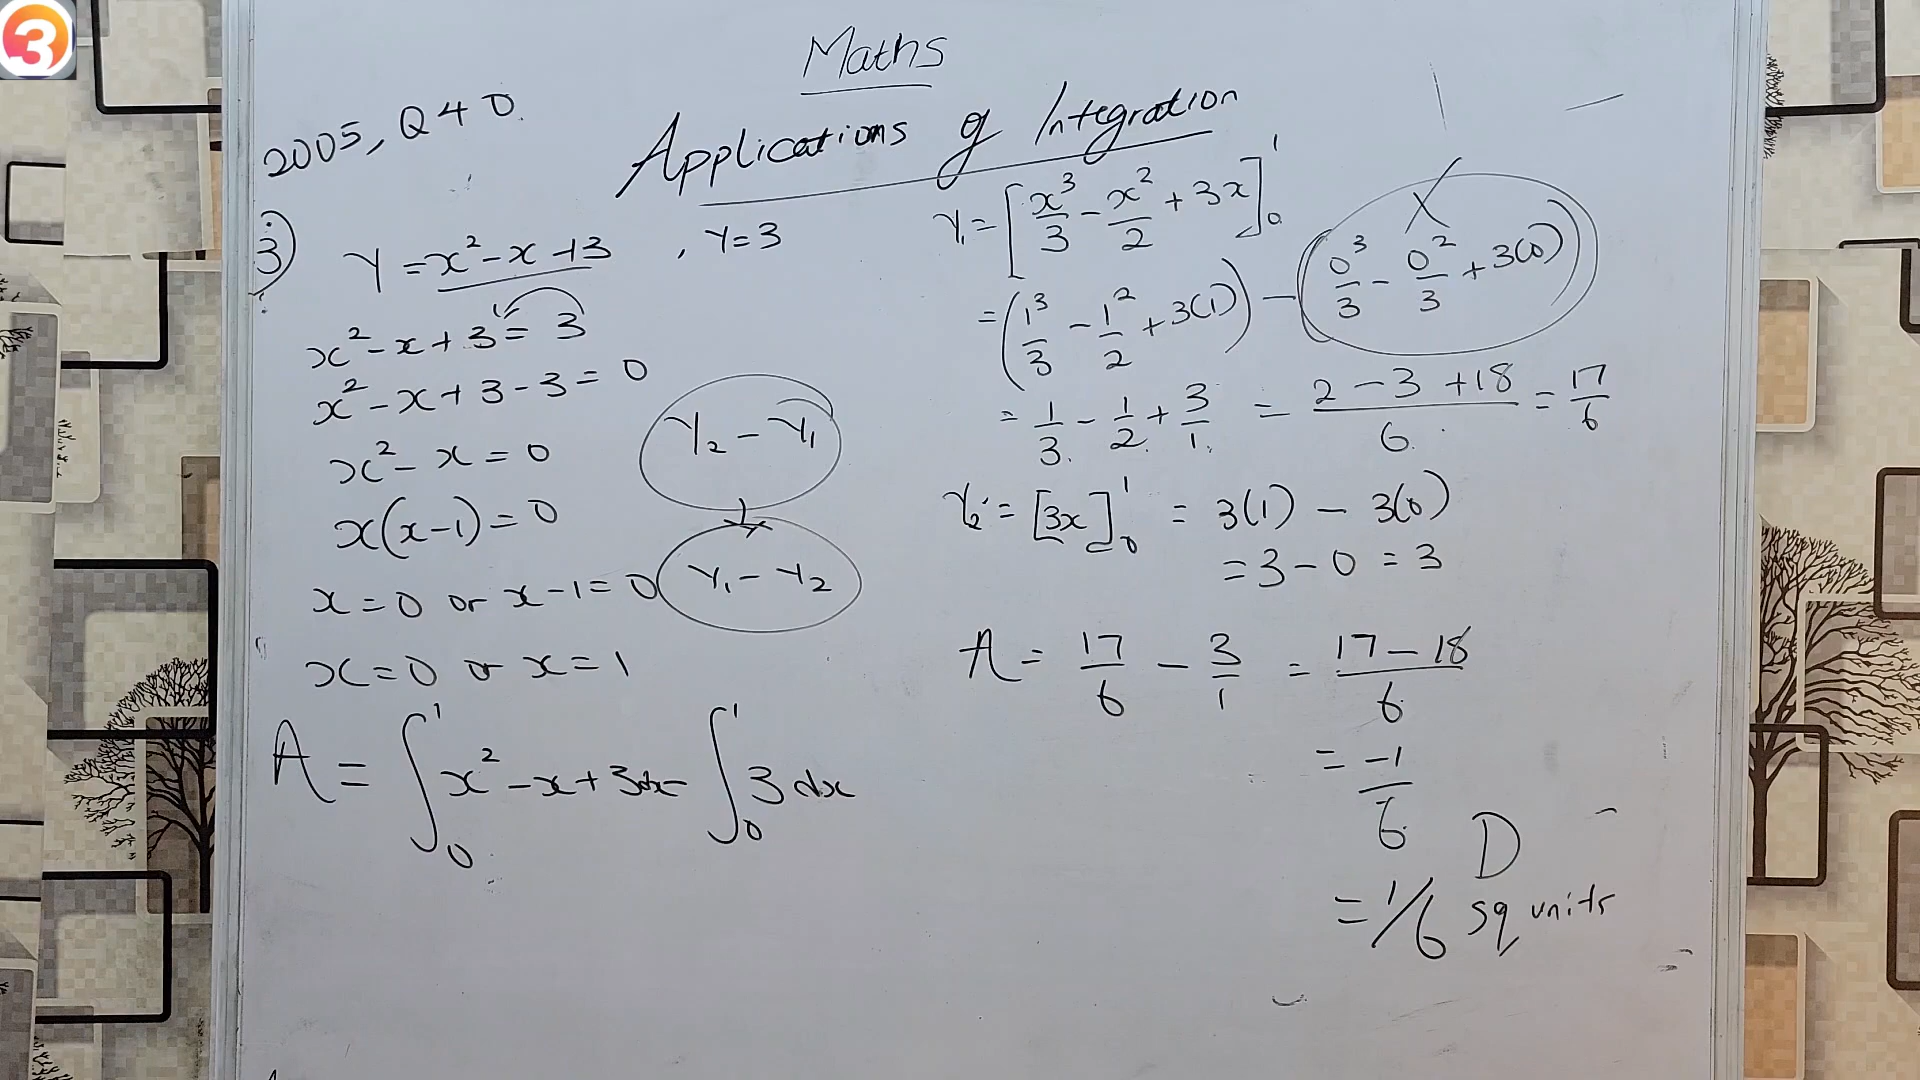 3
Maths
Applications of Integration
2005, Q40
3)
Y = x² - x + 3, Y = 3
x² - x + 3 = 3
x² - x + 3 - 3 = 0
x² - x = 0
x(x-1) = 0
x = 0 or x - 1 = 0
x = 0 or x = 1
Y₂ - Y₁
Y₁ - Y₂
A = ∫₀¹ x² - x + 3dx - ∫₀¹ 3dx
Y₁ = [x³/3 - x²/2 + 3x]₀¹
= (1³/3 - 1²/2 + 3(1)) - (0³/3 - 0²/3 + 3(0))
= 1/3 - 1/2 + 3/1 = (2 - 3 + 18)/6 = 17/6
Y₂ = [3x]₀¹ = 3(1) - 3(0)
= 3 - 0 = 3
A = 17/6 - 3/1 = (17 - 18)/6
= -1/6
D
= 1/6 sq units